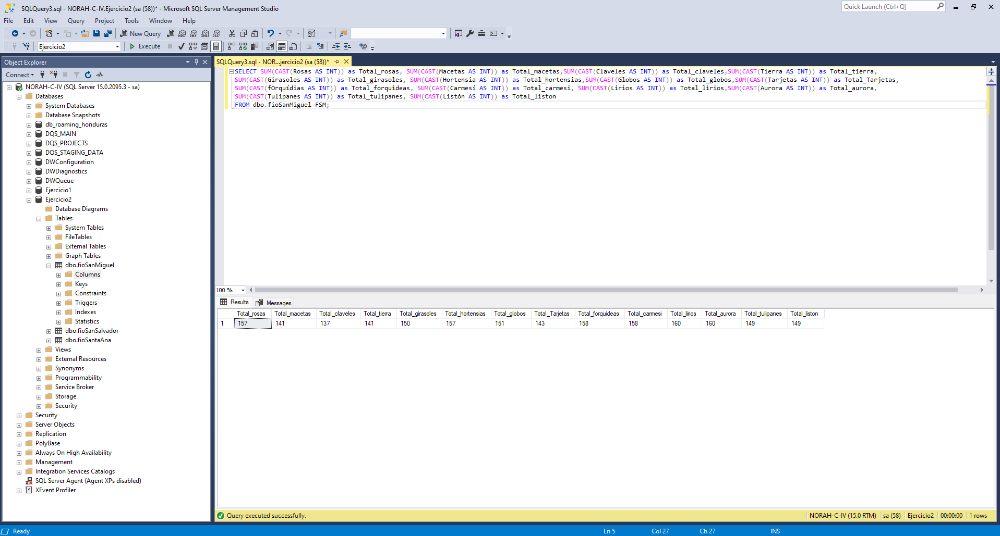 SQLQuery3.sql - NORAH-C-IV.Ejercicio2 (sa (58))* - Microsoft SQL Server Management Studio
Quick Launch (Ctrl+Q)
File Edit View Query Project Tools Window Help
New Query
MDX DMX XMLA DAX
Ejercicio2
Execute
Object Explorer
Connect
NORAH-C-IV (SQL Server 15.0.2095.3 - sa)
Databases
System Databases
Database Snapshots
db_roaming_honduras
DQS_MAIN
DQS_PROJECTS
DQS_STAGING_DATA
DWConfiguration
DWDiagnostics
DWQueue
Ejercicio1
Ejercicio2
Database Diagrams
Tables
System Tables
FileTables
External Tables
Graph Tables
dbo.fioSanMiguel
Columns
Keys
Constraints
Triggers
Indexes
Statistics
dbo.fioSanSalvador
dbo.fioSantaAna
Views
External Resources
Synonyms
Programmability
Service Broker
Storage
Security
Security
Server Objects
Replication
PolyBase
Always On High Availability
Management
Integration Services Catalogs
SQL Server Agent (Agent XPs disabled)
XEvent Profiler
SQLQuery3.sql - NOR...jercicio2 (sa (58))*
SELECT SUM(CAST(Rosas AS INT)) as Total_rosas, SUM(CAST(Macetas AS INT)) as Total_macetas,SUM(CAST(Claveles AS INT)) as Total_claveles,SUM(CAST(Tierra AS INT)) as Total_tierra,
SUM(CAST(Girasoles AS INT)) as Total_girasoles, SUM(CAST(Hortensia AS INT)) as Total_hortensias,SUM(CAST(Globos AS INT)) as Total_globos,SUM(CAST(Tarjetas AS INT)) as Total_Tarjetas,
SUM(CAST(fOrquídias AS INT)) as Total_forquideas, SUM(CAST(Carmesí AS INT)) as Total_carmesi, SUM(CAST(Lirios AS INT)) as Total_lirios,SUM(CAST(Aurora AS INT)) as Total_aurora,
SUM(CAST(Tulipanes AS INT)) as Total_tulipanes, SUM(CAST(Listón AS INT)) as Total_liston
FROM dbo.fioSanMiguel FSM;
100 %
Results Messages
Total_rosas Total_macetas Total_claveles Total_tierra Total_girasoles Total_hortensias Total_globos Total_Tarjetas Total_forquideas Total_carmesi Total_lirios Total_aurora Total_tulipanes Total_liston
1 157 141 137 141 150 157 151 143 158 158 160 160 149 149
Query executed successfully.
NORAH-C-IV (15.0 RTM) sa (58) Ejercicio2 00:00:00 1 rows
Ready Ln 5 Col 27 Ch 27 INS